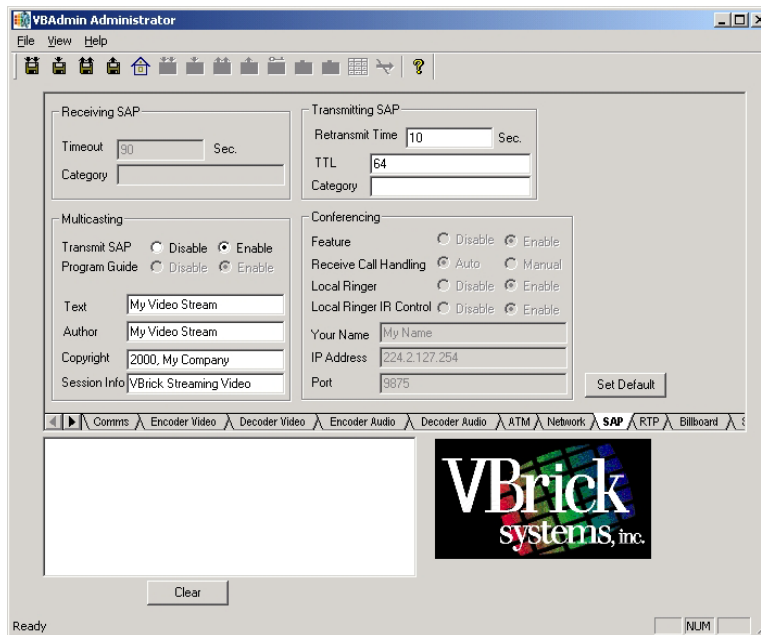 VBAdmin Administrator
File View Help
Receiving SAP
Timeout 90 Sec.
Category
Transmitting SAP
Retransmit Time 10 Sec.
TTL 64
Category
Multicasting
Transmit SAP Disable Enable
Program Guide Disable Enable
Text My Video Stream
Author My Video Stream
Copyright 2000, My Company
Session Info VBrick Streaming Video
Conferencing
Feature Disable Enable
Receive Call Handling Auto Manual
Local Ringer Disable Enable
Local Ringer IR Control Disable Enable
Your Name My Name
IP Address 224.2.127.254
Port 9875
Set Default
Comms Encoder Video Decoder Video Encoder Audio Decoder Audio ATM Network SAP RTP Billboard
VBrick
systems, inc.
Clear
Ready NUM